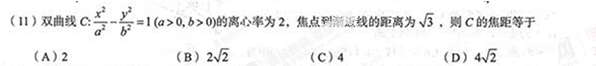 (11) 双曲线 C: x²/a² - y²/b² = 1 (a>0, b>0)的离心率为 2，焦点到渐近线的距离为 √3，则 C 的焦距等于
(A) 2 (B) 2√2 (C) 4 (D) 4√2